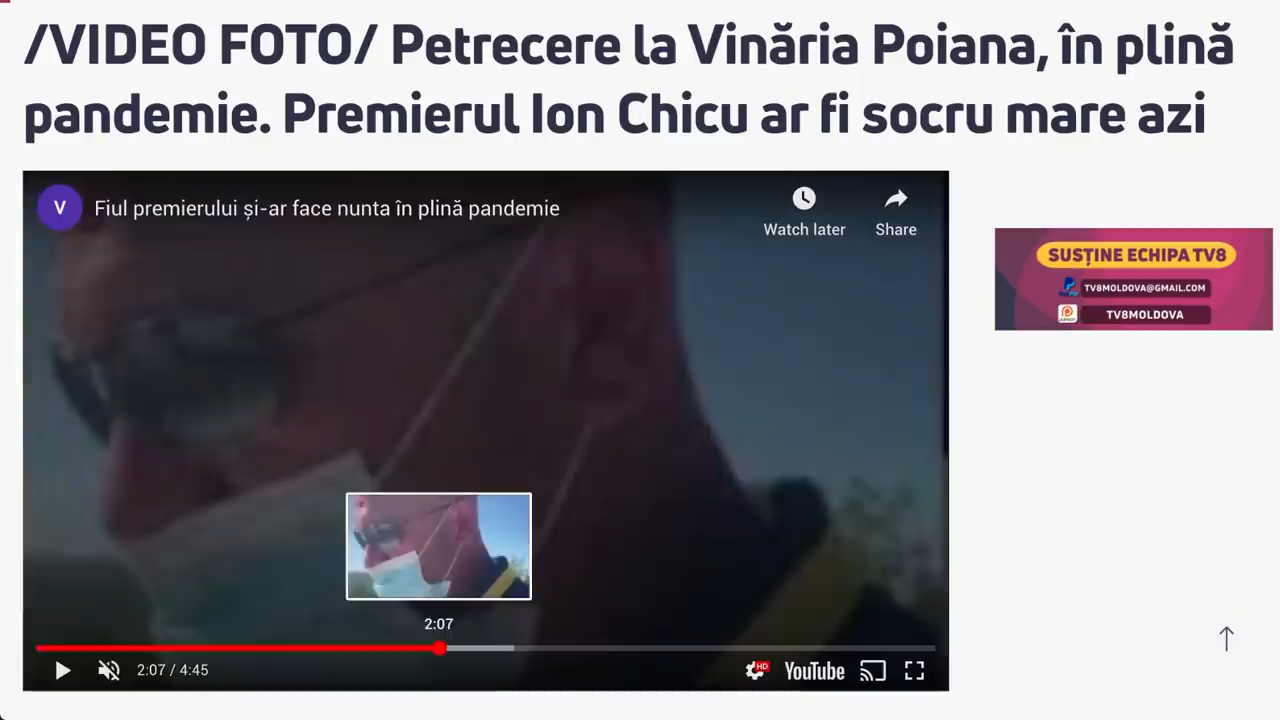 /VIDEO FOTO/ Petrecere la Vinăria Poiana, în plină
pandemie. Premierul Ion Chicu ar fi socru mare azi
V
Fiul premierului și-ar face nunta în plină pandemie
Watch later
Share
SUSȚINE ECHIPA TV8
TV8MOLDOVA@GMAIL.COM
TV8MOLDOVA
2:07
2:07 / 4:45
HD
YouTube